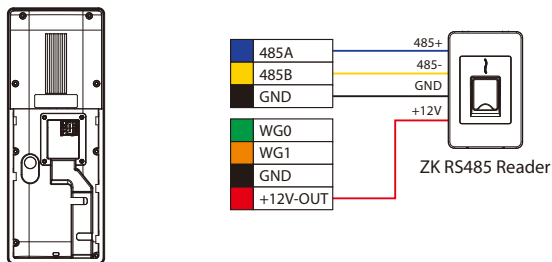 485A
485B
GND
WG0
WG1
GND
+12V-OUT
485+
485-
GND
+12V
ZK RS485 Reader